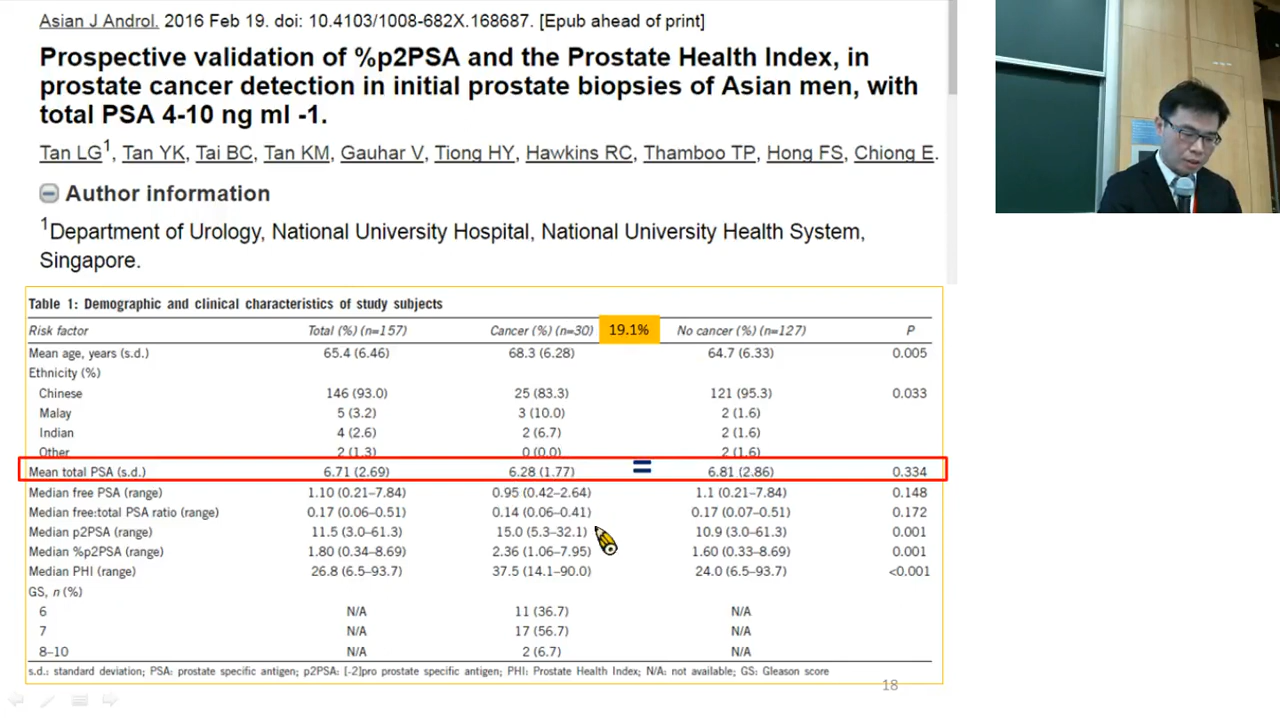 Asian J Androl. 2016 Feb 19. doi: 10.4103/1008-682X.168687. [Epub ahead of print]
Prospective validation of %p2PSA and the Prostate Health Index, in
prostate cancer detection in initial prostate biopsies of Asian men, with
total PSA 4-10 ng ml -1.
Tan LG1, Tan YK, Tai BC, Tan KM, Gauhar V, Tiong HY, Hawkins RC, Thamboo TP, Hong FS, Chiong E.
Author information
1Department of Urology, National University Hospital, National University Health System,
Singapore.
Table 1: Demographic and clinical characteristics of study subjects
Risk factor Total (%) (n=157) Cancer (%) (n=30) 19.1% No cancer (%) (n=127) P
Mean age, years (s.d.) 65.4 (6.46) 68.3 (6.28) 64.7 (6.33) 0.005
Ethnicity (%)
Chinese 146 (93.0) 25 (83.3) 121 (95.3) 0.033
Malay 5 (3.2) 3 (10.0) 2 (1.6)
Indian 4 (2.6) 2 (6.7) 2 (1.6)
Other 2 (1.3) 0 (0.0) 2 (1.6)
Mean total PSA (s.d.) 6.71 (2.69) 6.28 (1.77) = 6.81 (2.86) 0.334
Median free PSA (range) 1.10 (0.21–7.84) 0.95 (0.42–2.64) 1.1 (0.21–7.84) 0.148
Median free:total PSA ratio (range) 0.17 (0.06–0.51) 0.14 (0.06–0.41) 0.17 (0.07–0.51) 0.172
Median p2PSA (range) 11.5 (3.0–61.3) 15.0 (5.3–32.1) 10.9 (3.0–61.3) 0.001
Median %p2PSA (range) 1.80 (0.34–8.69) 2.36 (1.06–7.95) 1.60 (0.33–8.69) 0.001
Median PHI (range) 26.8 (6.5–93.7) 37.5 (14.1–90.0) 24.0 (6.5–93.7) <0.001
GS, n (%)
6 N/A 11 (36.7) N/A
7 N/A 17 (56.7) N/A
8–10 N/A 2 (6.7) N/A
s.d.: standard deviation; PSA: prostate specific antigen; p2PSA: [-2]pro prostate specific antigen; PHI: Prostate Health Index; N/A: not available; GS: Gleason score
18